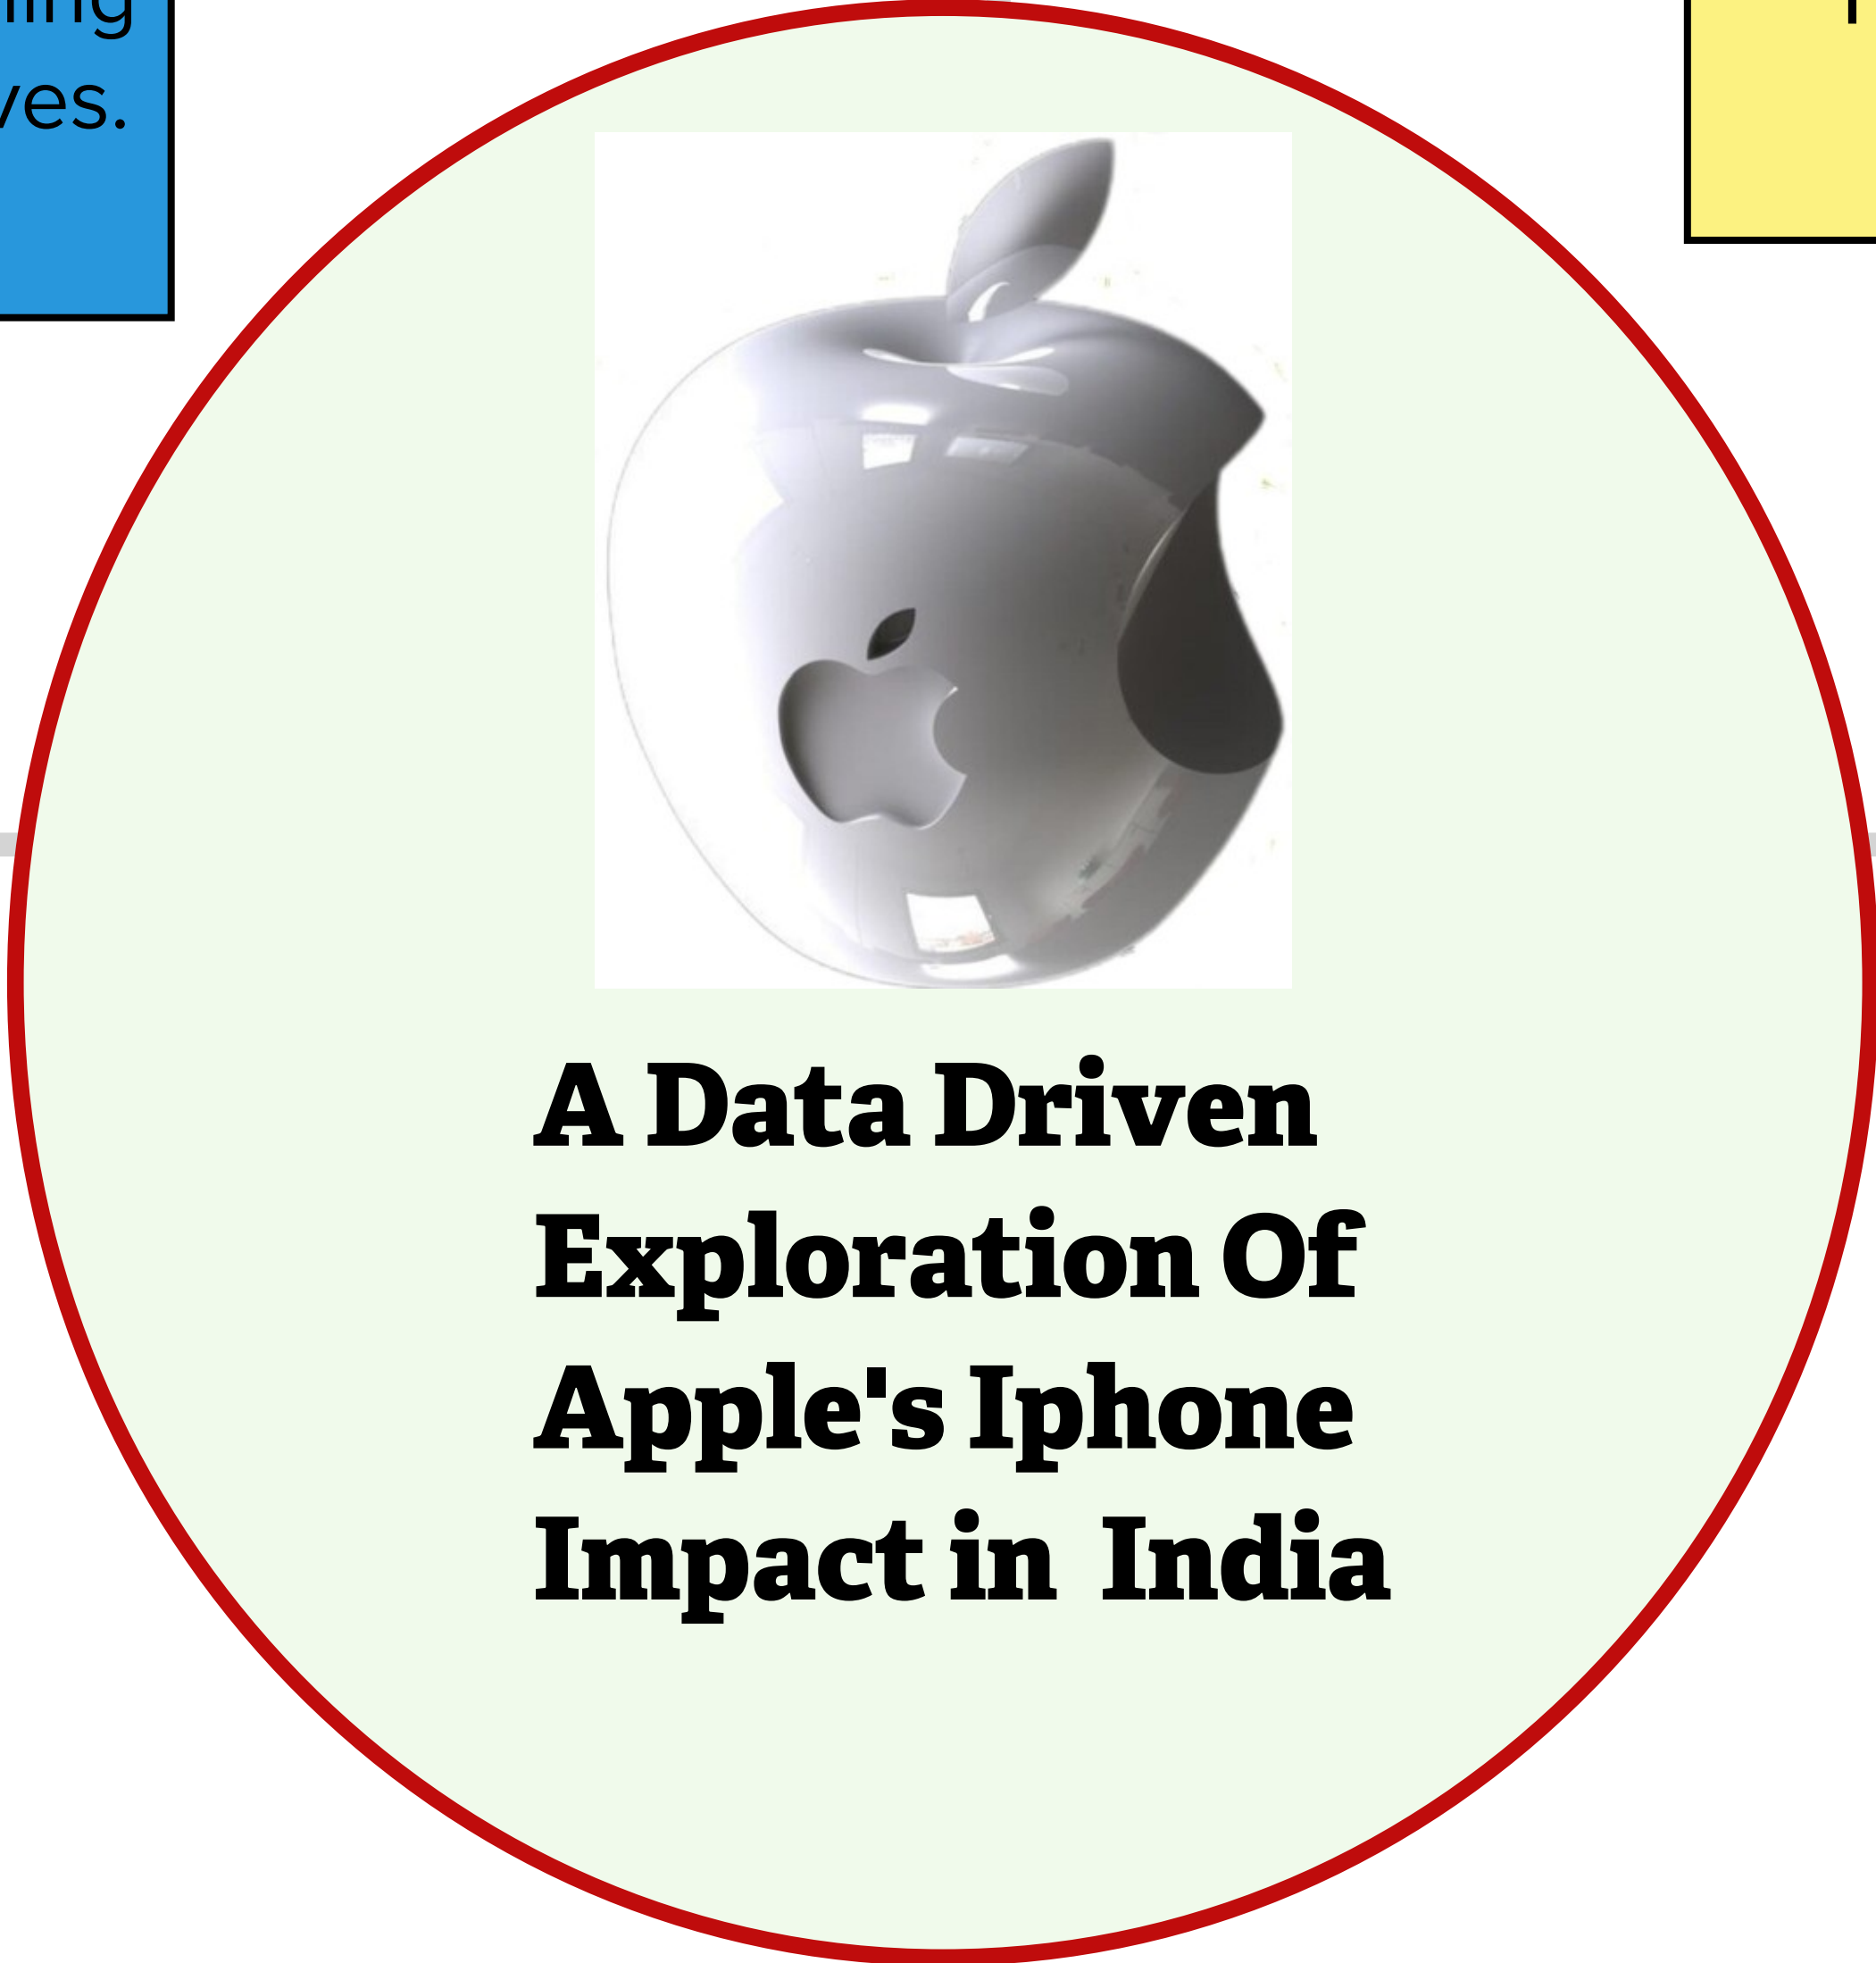 ves.
A Data Driven
Exploration Of
Apple's Iphone
Impact in  India